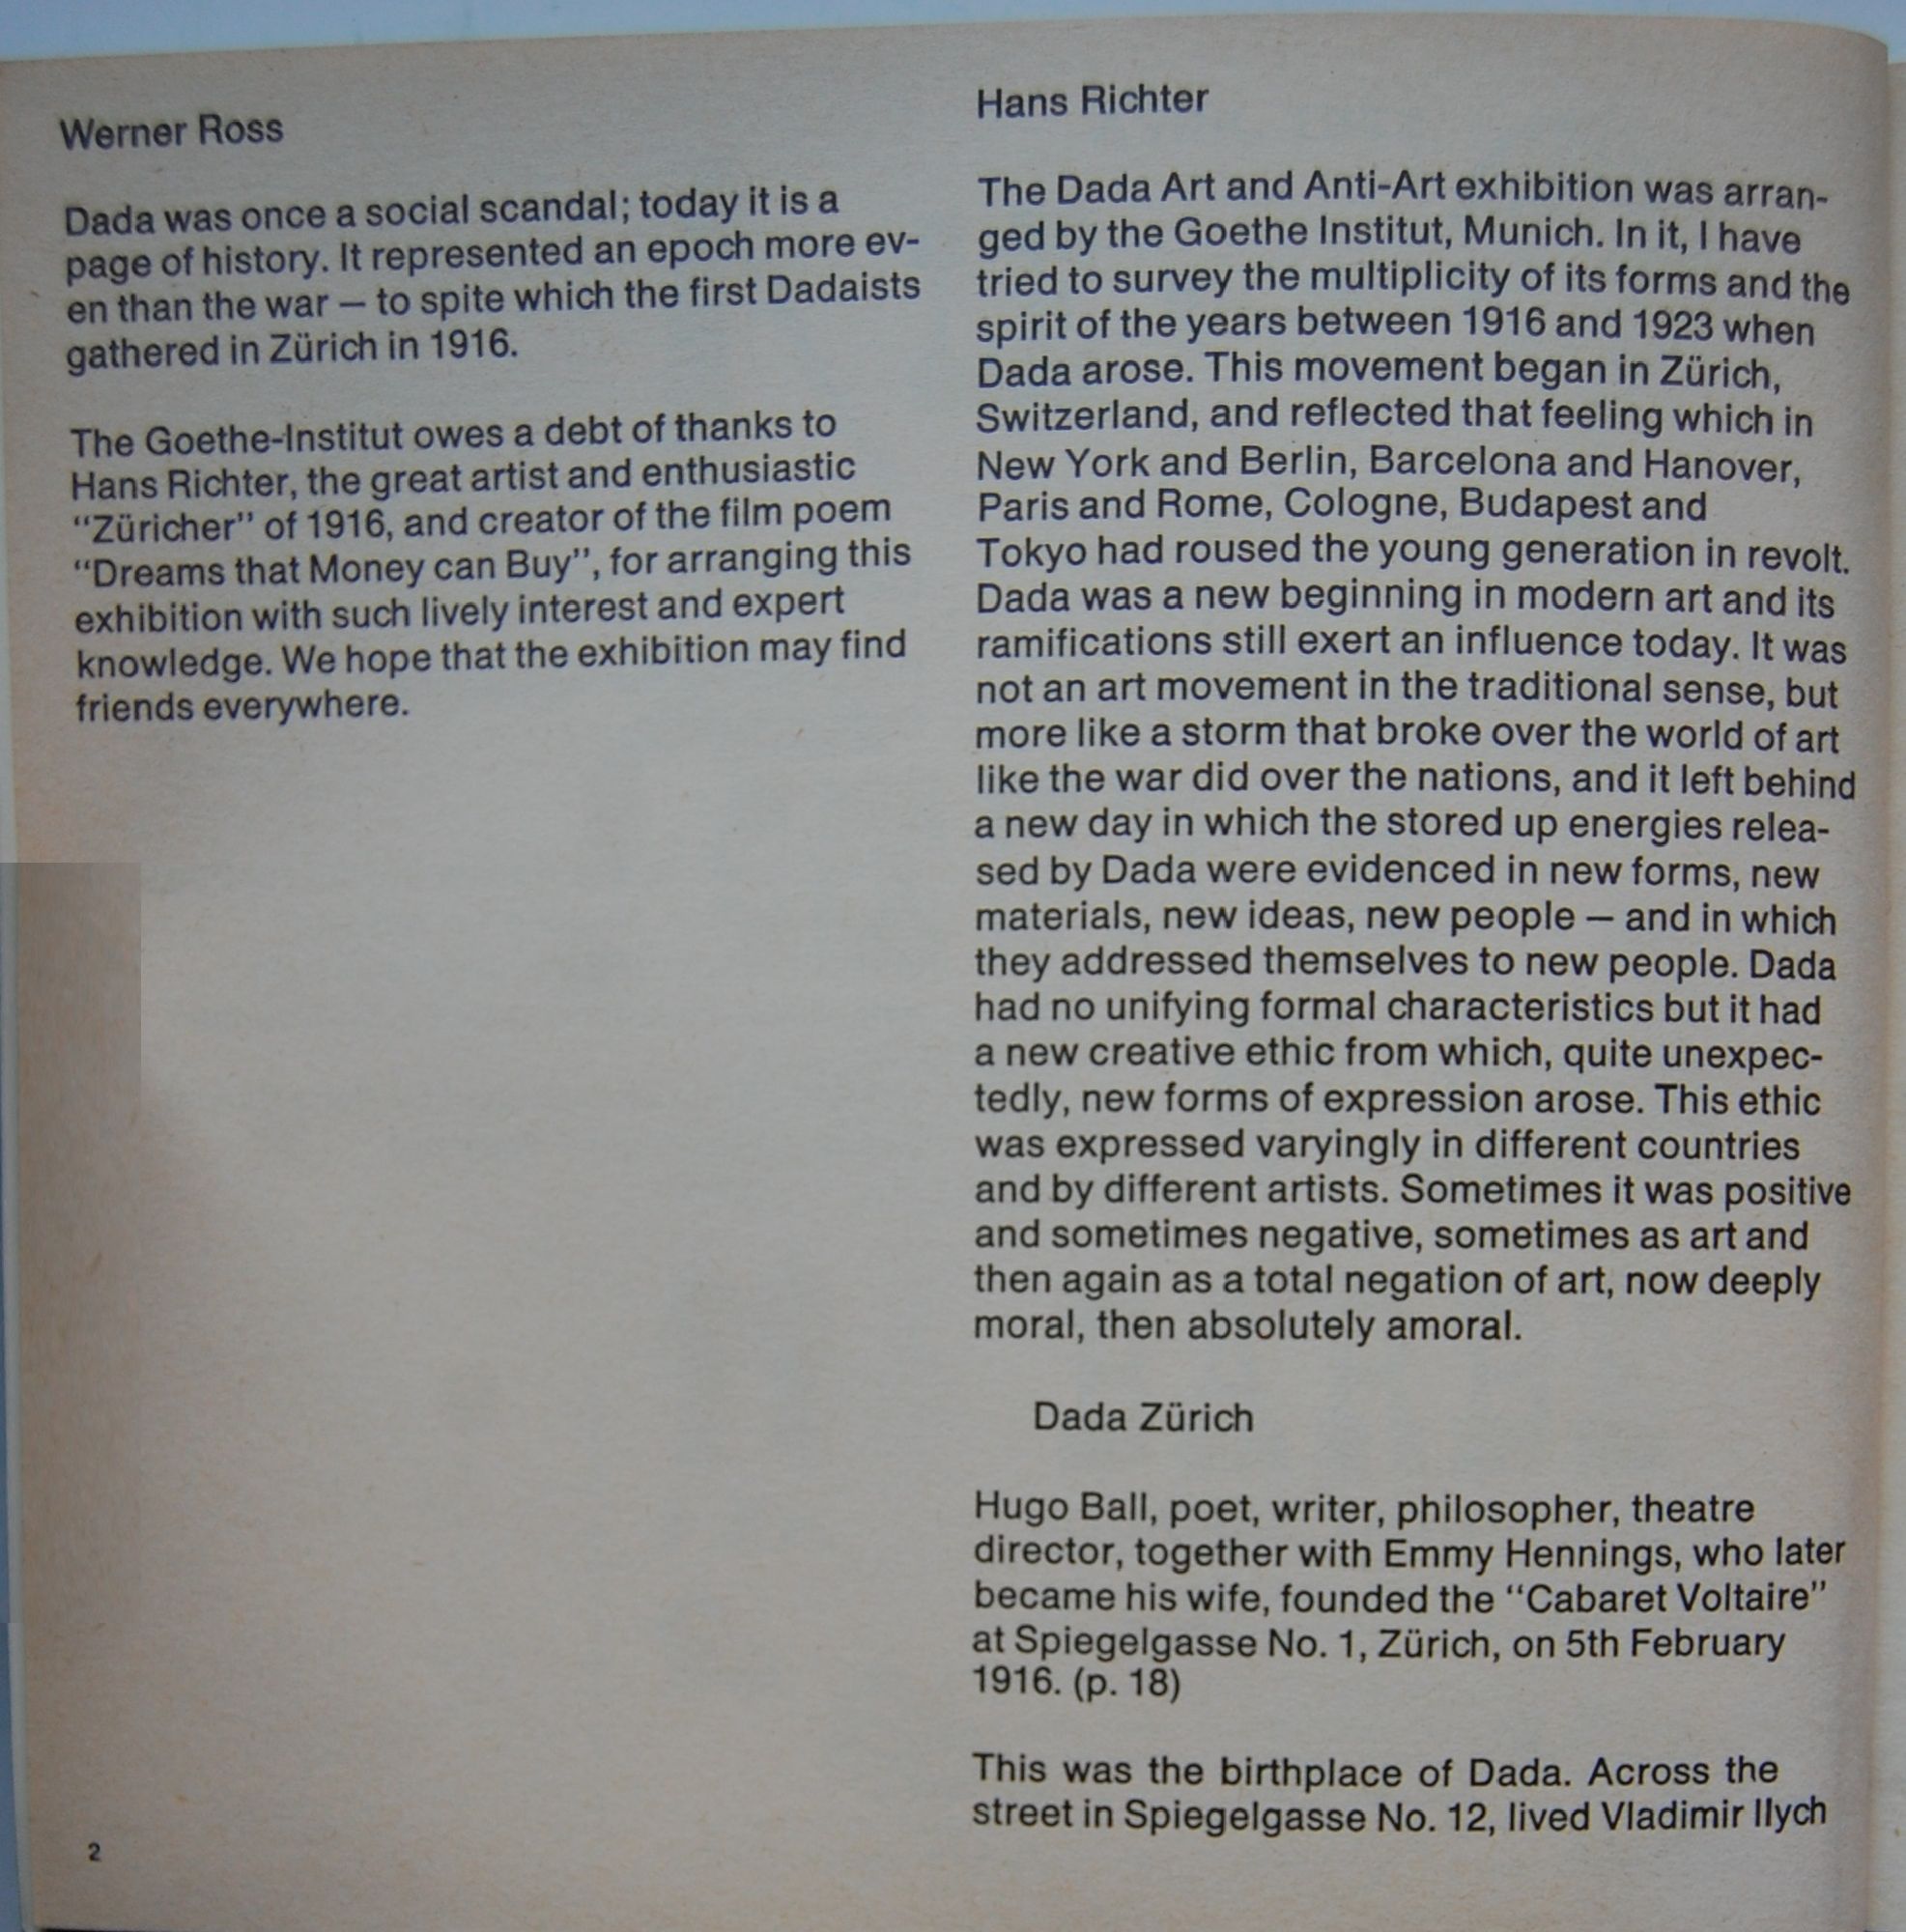 Werner Ross
Dada was once a social scandal; today it is a
page of history. It represented an epoch more ev-
en than the war — to spite which the first Dadaists
gathered in Zürich in 1916.
The Goethe-Institut owes a debt of thanks to
Hans Richter, the great artist and enthusiastic
“Züricher” of 1916, and creator of the film poem
“Dreams that Money can Buy”, for arranging this
exhibition with such lively interest and expert
knowledge. We hope that the exhibition may find
friends everywhere.
2
Hans Richter
The Dada Art and Anti-Art exhibition was arran-
ged by the Goethe Institut, Munich. In it, I have
tried to survey the multiplicity of its forms and the
spirit of the years between 1916 and 1923 when
Dada arose. This movement began in Zürich,
Switzerland, and reflected that feeling which in
New York and Berlin, Barcelona and Hanover,
Paris and Rome, Cologne, Budapest and
Tokyo had roused the young generation in revolt.
Dada was a new beginning in modern art and its
ramifications still exert an influence today. It was
not an art movement in the traditional sense, but
more like a storm that broke over the world of art
like the war did over the nations, and it left behind
a new day in which the stored up energies relea-
sed by Dada were evidenced in new forms, new
materials, new ideas, new people — and in which
they addressed themselves to new people. Dada
had no unifying formal characteristics but it had
a new creative ethic from which, quite unexpec-
tedly, new forms of expression arose. This ethic
was expressed varyingly in different countries
and by different artists. Sometimes it was positive
and sometimes negative, sometimes as art and
then again as a total negation of art, now deeply
moral, then absolutely amoral.
Dada Zürich
Hugo Ball, poet, writer, philosopher, theatre
director, together with Emmy Hennings, who later
became his wife, founded the “Cabaret Voltaire”
at Spiegelgasse No. 1, Zürich, on 5th February
1916. (p. 18)
This was the birthplace of Dada. Across the
street in Spiegelgasse No. 12, lived Vladimir Ilych